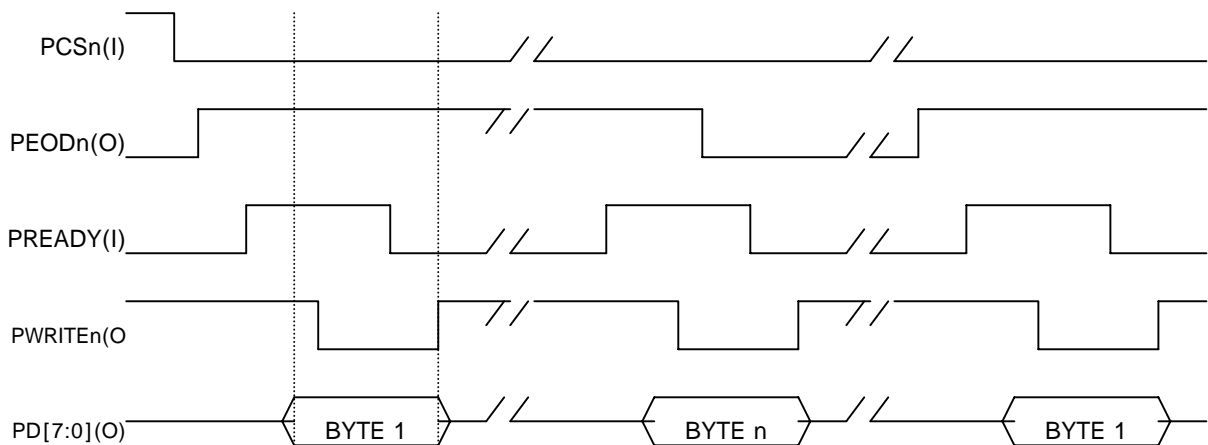 PCSn(I)
PEODn(O)
PREADY(I)
PWRITEn(O
PD[7:0](O)
BYTE 1
BYTE n
BYTE 1